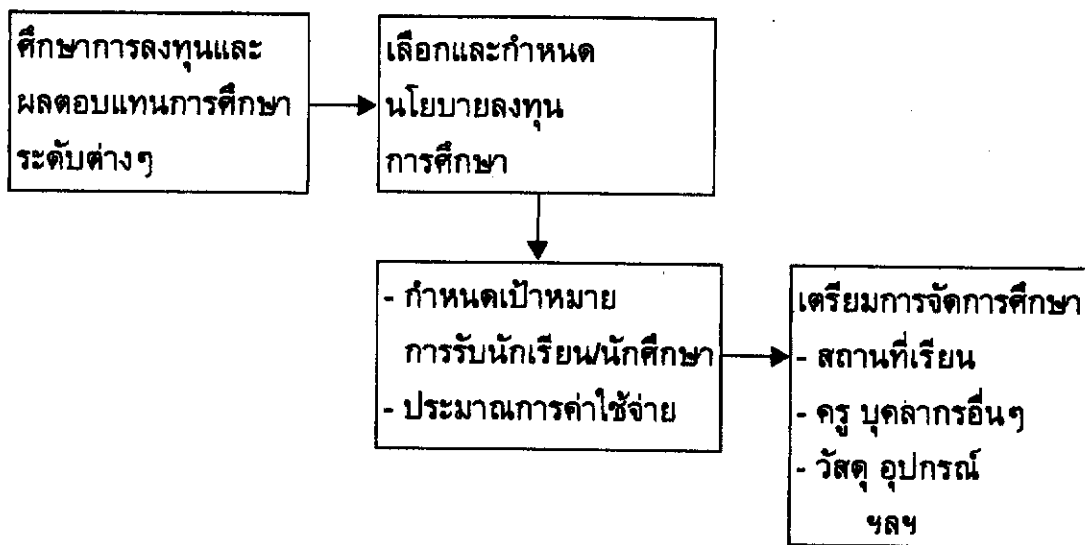 ศึกษาการลงทุนและ
ผลตอบแทนการศึกษา
ระดับต่างๆ
เลือกและกำหนด
นโยบายลงทุน
การศึกษา
- กำหนดเป้าหมาย
การรับนักเรียน/นักศึกษา
- ประมาณการค่าใช้จ่าย
เตรียมการจัดการศึกษา
- สถานที่เรียน
- ครู บุคลากรอื่นๆ
- วัสดุ อุปกรณ์
ฯลฯ